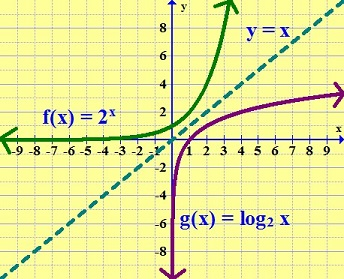 y
8
y = x
6
4
2
f(x) = 2ˣ
x
-9 -8 -7 -6 -5 -4 -3 -2 -1 1 2 3 4 5 6 7 8 9
-2
-4
-6
g(x) = log₂ x
-8